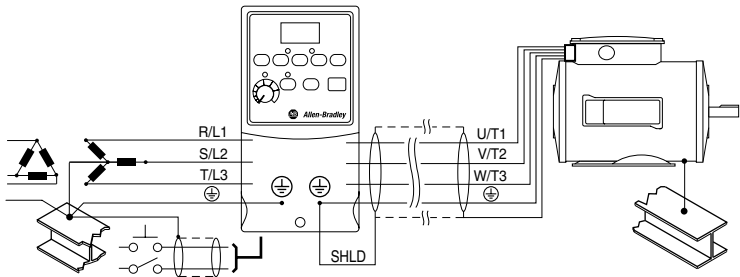 Allen-Bradley
R/L1
S/L2
T/L3
U/T1
V/T2
W/T3
SHLD